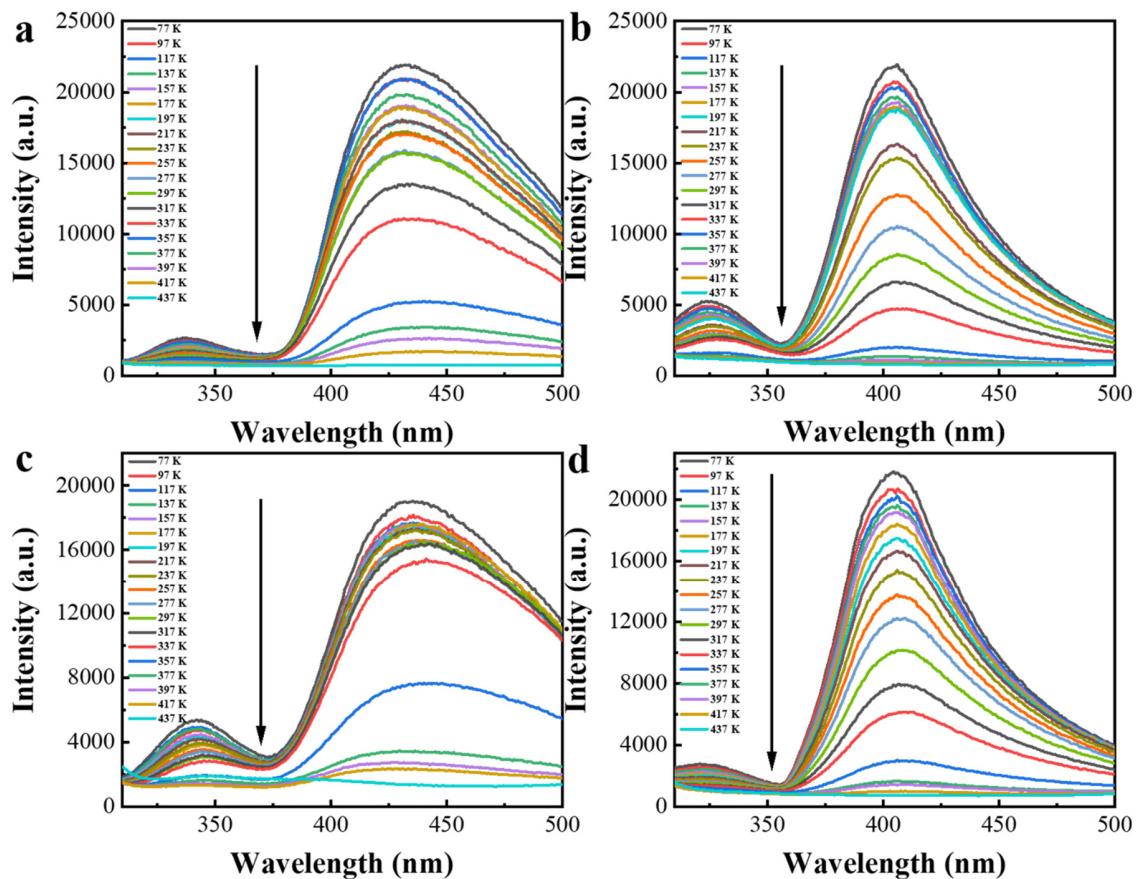 a
25000
20000
15000
10000
5000
0
Intensity (a.u.)
77 K
97 K
117 K
137 K
157 K
177 K
197 K
217 K
237 K
257 K
277 K
297 K
317 K
337 K
357 K
377 K
397 K
417 K
437 K
350
400
450
500
Wavelength (nm)
b
25000
20000
15000
10000
5000
0
Intensity (a.u.)
77 K
97 K
117 K
137 K
157 K
177 K
197 K
217 K
237 K
257 K
277 K
297 K
317 K
337 K
357 K
377 K
397 K
417 K
437 K
350
400
450
500
Wavelength (nm)
c
20000
16000
12000
8000
4000
0
Intensity (a.u.)
77 K
97 K
117 K
137 K
157 K
177 K
197 K
217 K
237 K
257 K
277 K
297 K
317 K
337 K
357 K
377 K
397 K
417 K
437 K
350
400
450
500
Wavelength (nm)
d
20000
16000
12000
8000
4000
0
Intensity (a.u.)
77 K
97 K
117 K
137 K
157 K
177 K
197 K
217 K
237 K
257 K
277 K
297 K
317 K
337 K
357 K
377 K
397 K
417 K
437 K
350
400
450
500
Wavelength (nm)